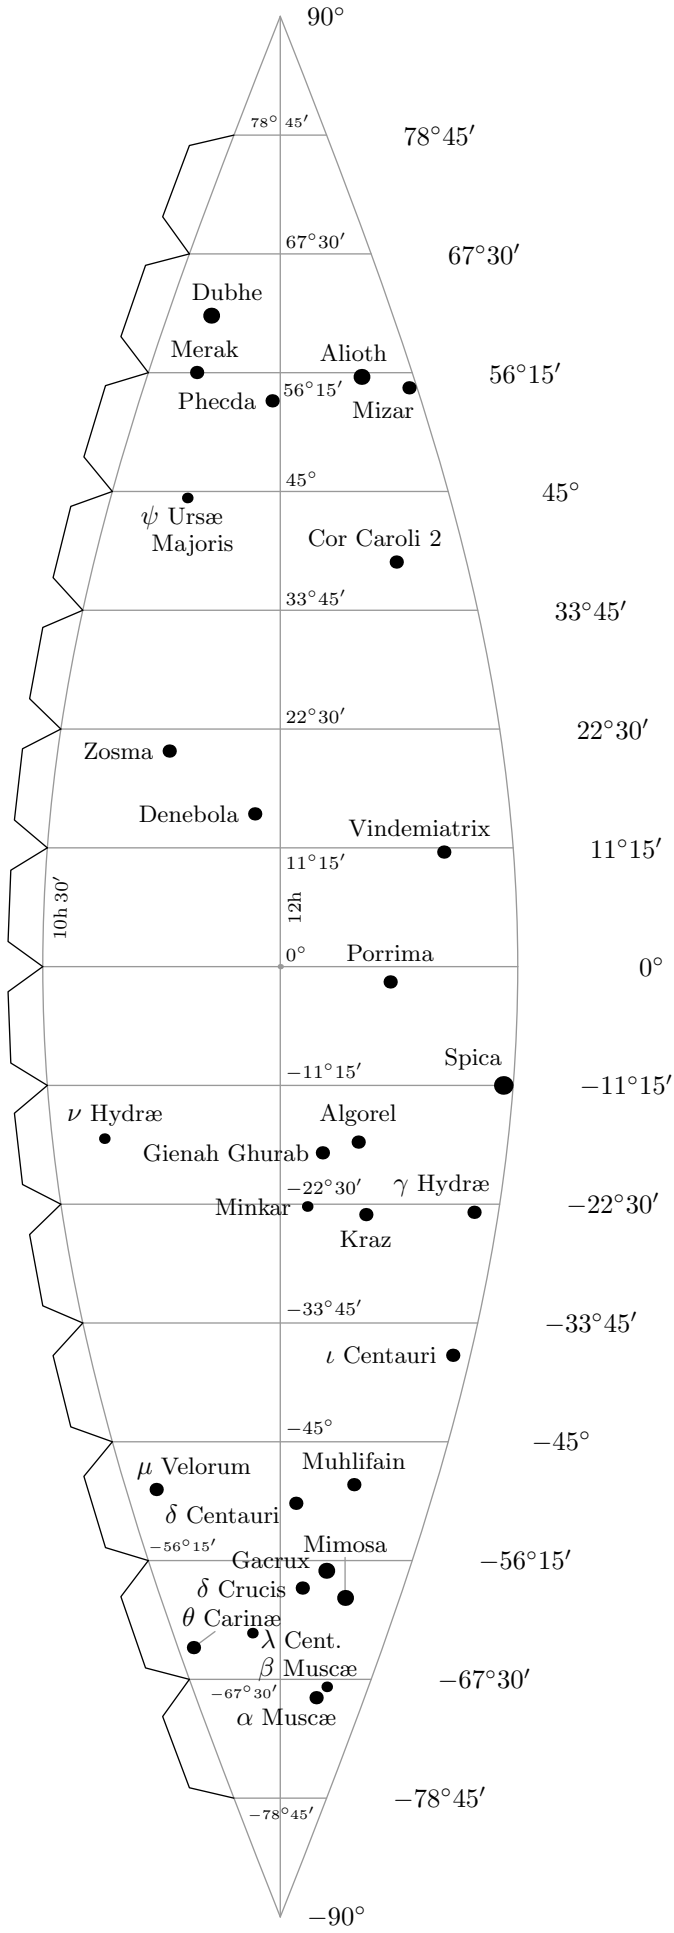 90°
78° 45′
78°45′
67°30′
67°30′
Dubhe
Merak
Alioth
56°15′
56°15′
Phecda
Mizar
45°
45°
ψ Ursæ
Majoris
Cor Caroli 2
33°45′
33°45′
22°30′
22°30′
Zosma
Denebola
Vindemiatrix
11°15′
11°15′
10h 30′
12h
0°
Porrima
0°
Spica
−11°15′
−11°15′
ν Hydræ
Algorel
Gienah Ghurab
γ Hydræ
−22°30′
−22°30′
Minkar
Kraz
−33°45′
−33°45′
ι Centauri
−45°
−45°
μ Velorum
Muhlifain
δ Centauri
−56°15′
Mimosa
Gacrux
−56°15′
δ Crucis
θ Carinæ
λ Cent.
β Muscæ
−67°30′
−67°30′
α Muscæ
−78°45′
−78°45′
−90°